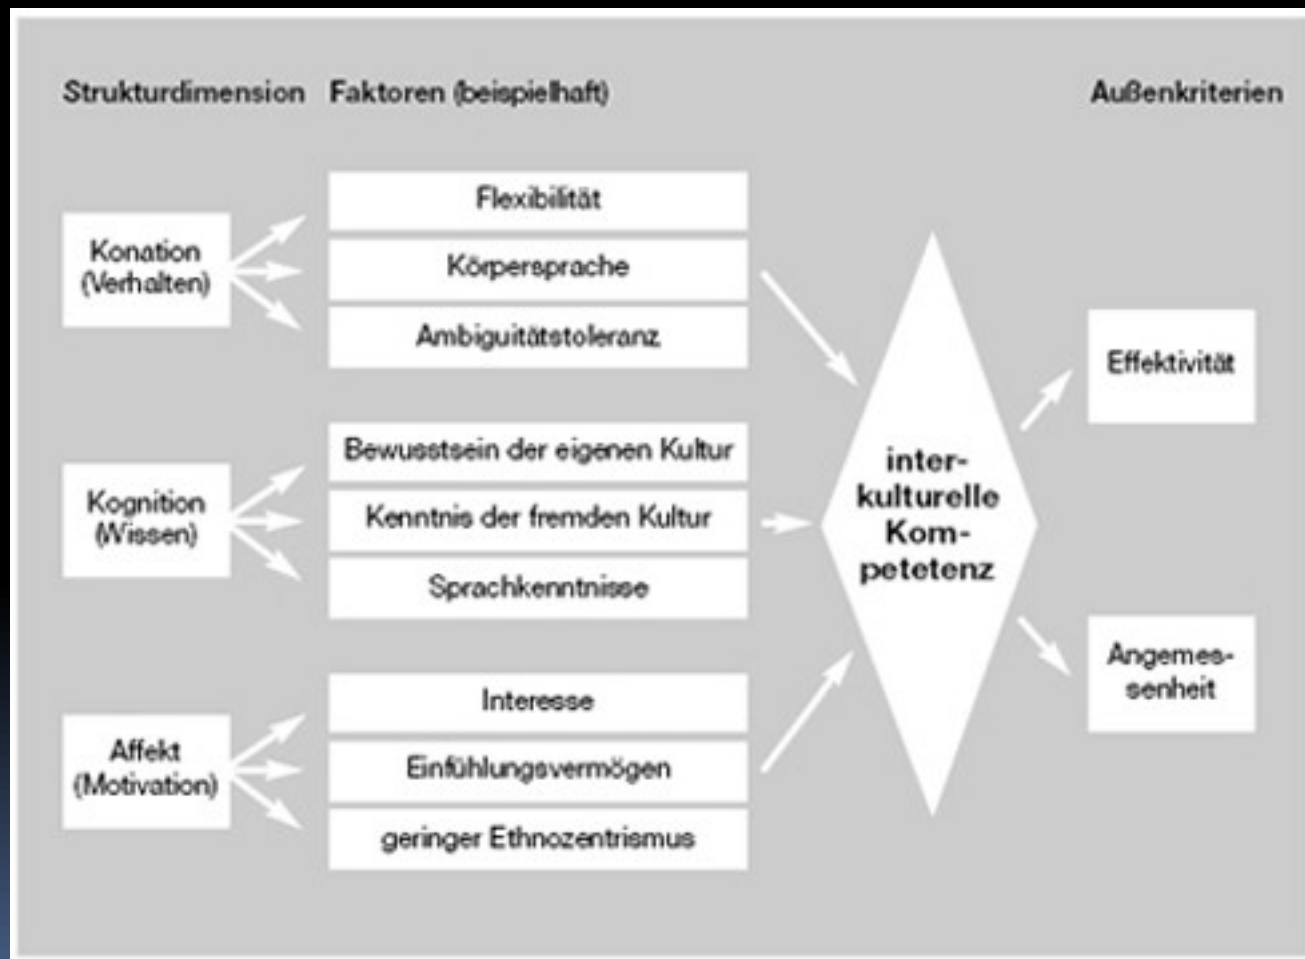 Strukturdimension Faktoren (beispielhaft) Außenkriterien
Konation
(Verhalten)
Flexibilität
Körpersprache
Ambiguitätstoleranz
Kognition
(Wissen)
Bewusstsein der eigenen Kultur
Kenntnis der fremden Kultur
Sprachkenntnisse
Affekt
(Motivation)
Interesse
Einfühlungsvermögen
geringer Ethnozentrismus
inter-
kulturelle
Kom-
petetenz
Effektivität
Angemes-
senheit